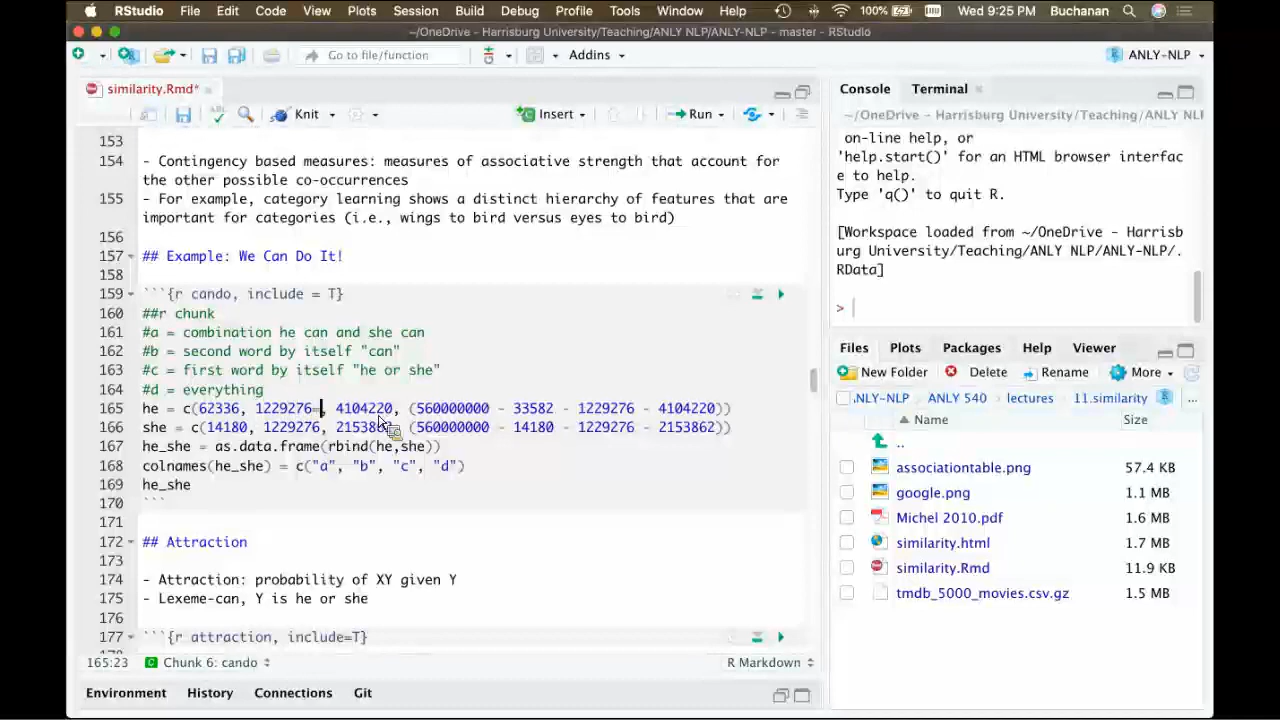 RStudio File Edit Code View Plots Session Build Debug Profile Tools Window Help 100% Wed 9:25 PM Buchanan
~/OneDrive - Harrisburg University/Teaching/ANLY NLP/ANLY-NLP - master - RStudio
Go to file/function Addins ANLY-NLP
similarity.Rmd*
Knit Insert Run
153
154 - Contingency based measures: measures of associative strength that account for
the other possible co-occurrences
155 - For example, category learning shows a distinct hierarchy of features that are
important for categories (i.e., wings to bird versus eyes to bird)
156
157 ## Example: We Can Do It!
158
159 ```{r cando, include = T}
160 ##r chunk
161 #a = combination he can and she can
162 #b = second word by itself "can"
163 #c = first word by itself "he or she"
164 #d = everything
165 he = c(62336, 1229276=, 4104220, (560000000 - 33582 - 1229276 - 4104220))
166 she = c(14180, 1229276, 2153862, (560000000 - 14180 - 1229276 - 2153862))
167 he_she = as.data.frame(rbind(he,she))
168 colnames(he_she) = c("a", "b", "c", "d")
169 he_she
170 ```
171
172 ## Attraction
173
174 - Attraction: probability of XY given Y
175 - Lexeme-can, Y is he or she
176
177 ```{r attraction, include=T}
165:23 Chunk 6: cando R Markdown
Environment History Connections Git
Console Terminal
~/OneDrive - Harrisburg University/Teaching/ANLY NL
on-line help, or
'help.start()' for an HTML browser interfac
e to help.
Type 'q()' to quit R.
[Workspace loaded from ~/OneDrive - Harrisb
urg University/Teaching/ANLY NLP/ANLY-NLP/.
RData]
>
Files Plots Packages Help Viewer
New Folder Delete Rename More
.NLY-NLP ANLY 540 lectures 11.similarity ...
Name Size
..
associationtable.png 57.4 KB
google.png 1.1 MB
Michel 2010.pdf 1.6 MB
similarity.html 1.7 MB
similarity.Rmd 11.9 KB
tmdb_5000_movies.csv.gz 1.5 MB